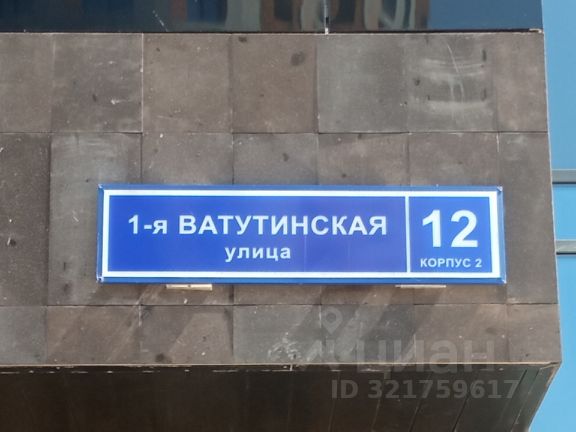 1-я ВАТУТИНСКАЯ
улица
12
КОРПУС 2
циан
ID 321759617